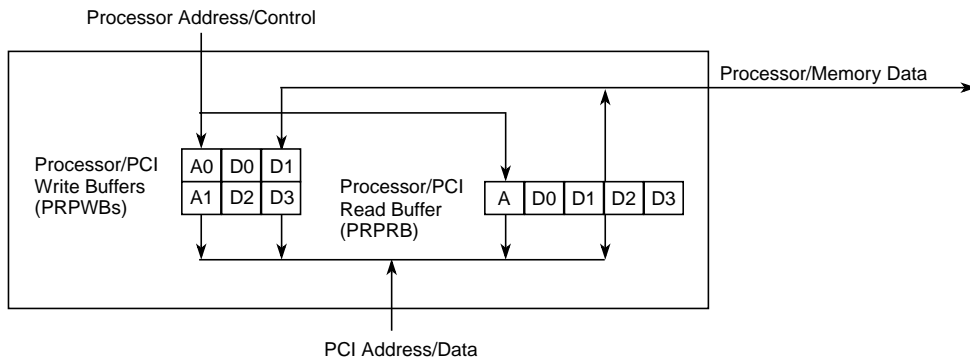 Processor Address/Control
Processor/Memory Data
Processor/PCI
Write Buffers
(PRPWBs)
A0 D0 D1
A1 D2 D3
Processor/PCI
Read Buffer
(PRPRB)
A D0 D1 D2 D3
PCI Address/Data